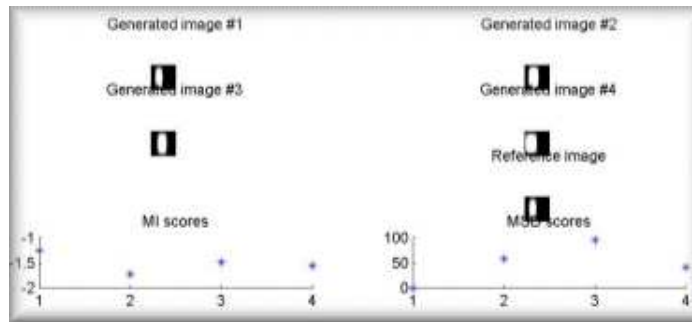 Generated image #1
Generated image #2
Generated image #3
Generated image #4
Reference image
MI scores
-1
-1.5
-2
1 2 3 4
MSD scores
100
50
0
1 2 3 4